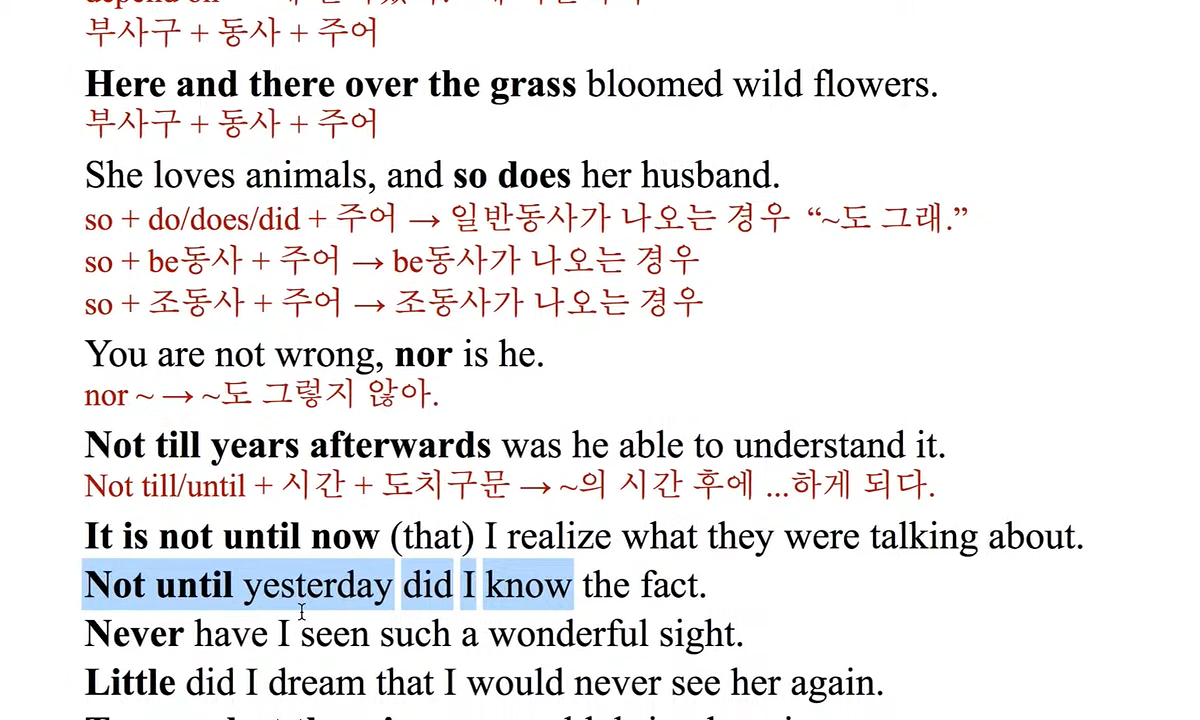 depend on
부사구 + 동사 + 주어
Here and there over the grass bloomed wild flowers.
부사구 + 동사 + 주어
She loves animals, and so does her husband.
so + do/does/did + 주어 → 일반동사가 나오는 경우 “~도 그래.”
so + be동사 + 주어 → be동사가 나오는 경우
so + 조동사 + 주어 → 조동사가 나오는 경우
You are not wrong, nor is he.
nor ~ → ~도 그렇지 않아.
Not till years afterwards was he able to understand it.
Not till/until + 시간 + 도치구문 → ~의 시간 후에 ...하게 되다.
It is not until now (that) I realize what they were talking about.
Not until yesterday did I know the fact.
Never have I seen such a wonderful sight.
Little did I dream that I would never see her again.